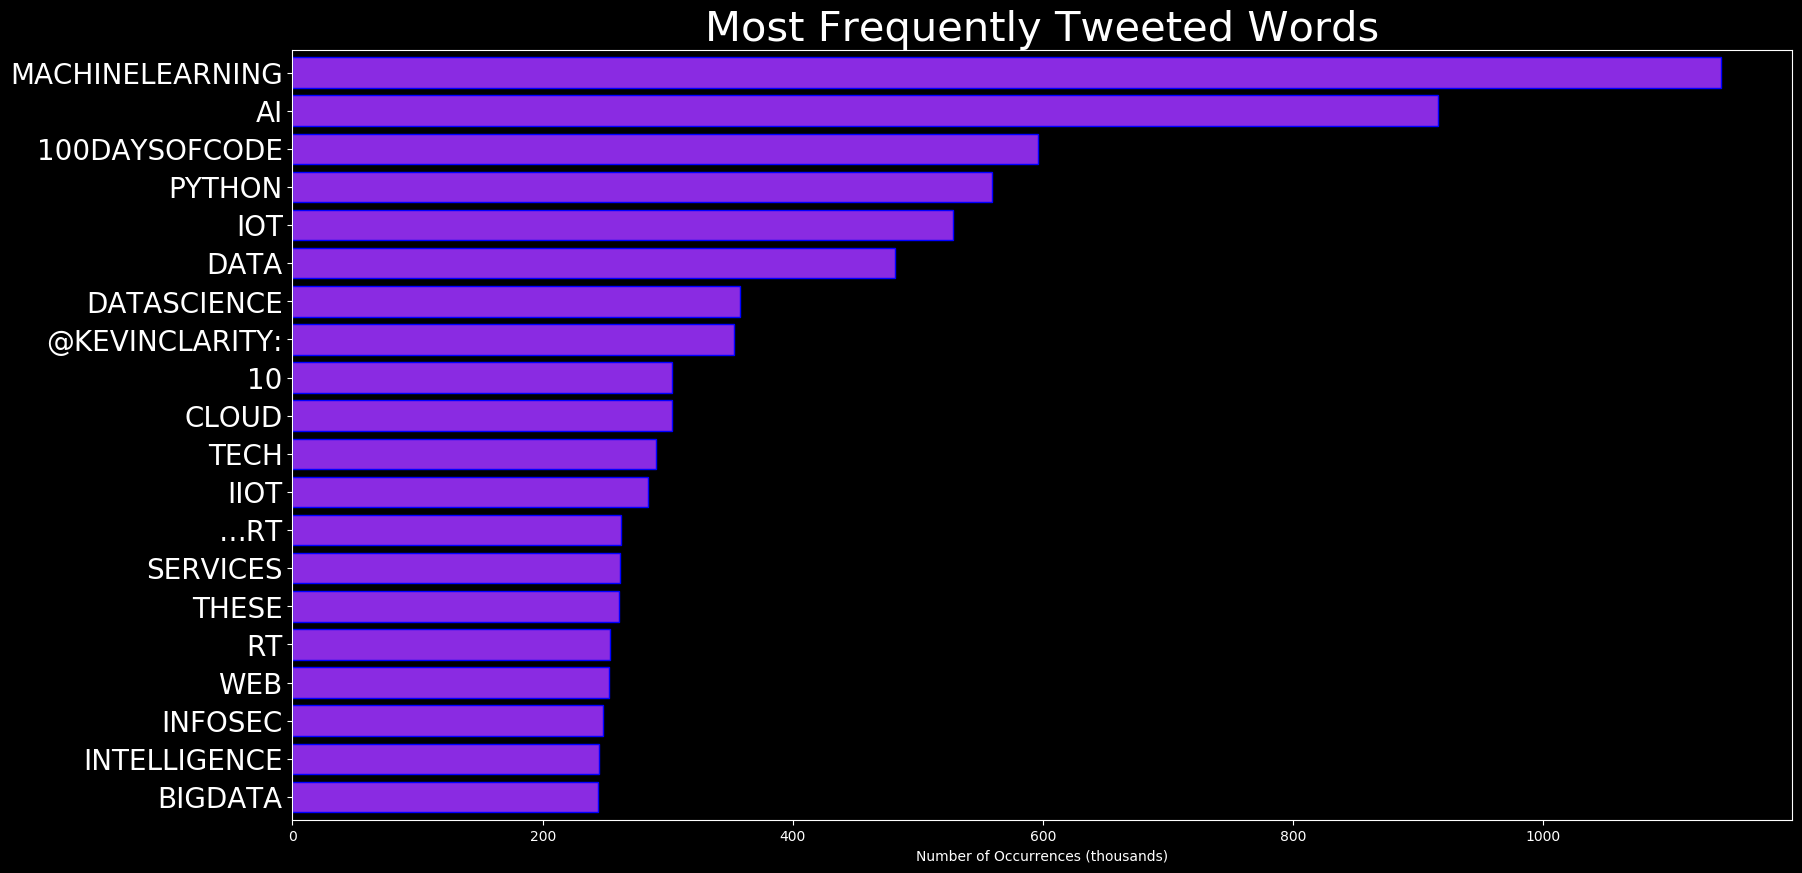 Most Frequently Tweeted Words
MACHINELEARNING
AI
100DAYSOFCODE
PYTHON
IOT
DATA
DATASCIENCE
@KEVINCLARITY:
10
CLOUD
TECH
IIOT
…RT
SERVICES
THESE
RT
WEB
INFOSEC
INTELLIGENCE
BIGDATA
0 200 400 600 800 1000
Number of Occurrences (thousands)